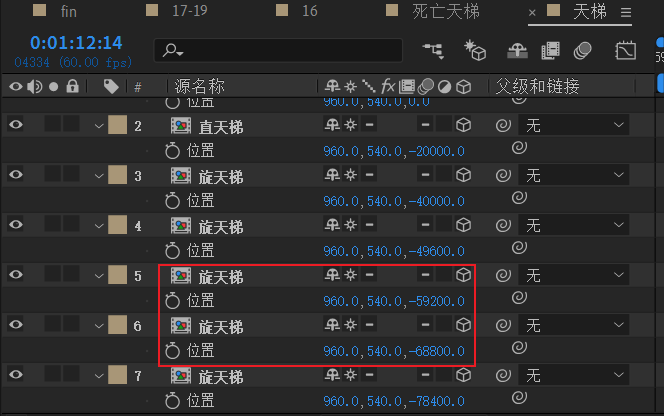 fin 17-19 16 死亡天梯 × 天梯
0:01:12:14
04334 (60.00 fps)
# 源名称 fx 父级和链接
位置 960.0,540.0,0.0
2 直天梯 无
位置 960.0,540.0,-20000.0
3 旋天梯 无
位置 960.0,540.0,-40000.0
4 旋天梯 无
位置 960.0,540.0,-49600.0
5 旋天梯 无
位置 960.0,540.0,-59200.0
6 旋天梯 无
位置 960.0,540.0,-68800.0
7 旋天梯 无
位置 960.0,540.0,-78400.0